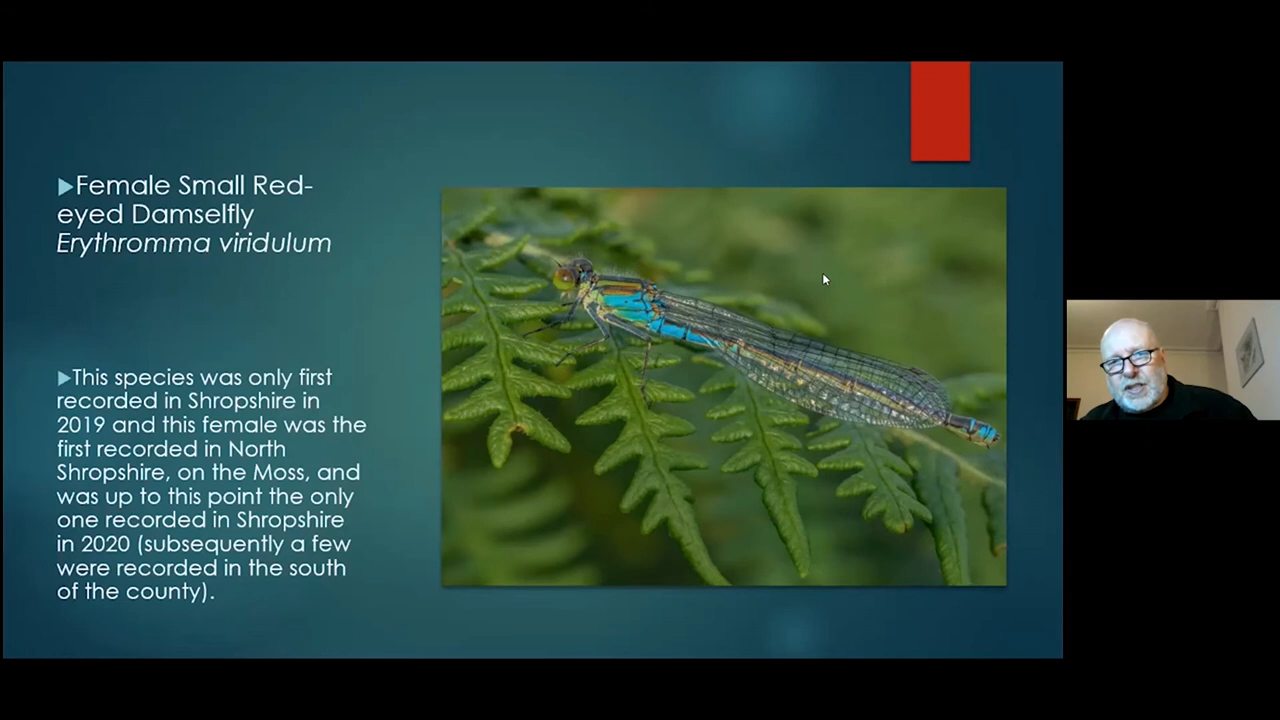 Female Small Red-
eyed Damselfly
Erythromma viridulum
This species was only first
recorded in Shropshire in
2019 and this female was the
first recorded in North
Shropshire, on the Moss, and
was up to this point the only
one recorded in Shropshire
in 2020 (subsequently a few
were recorded in the south
of the county).